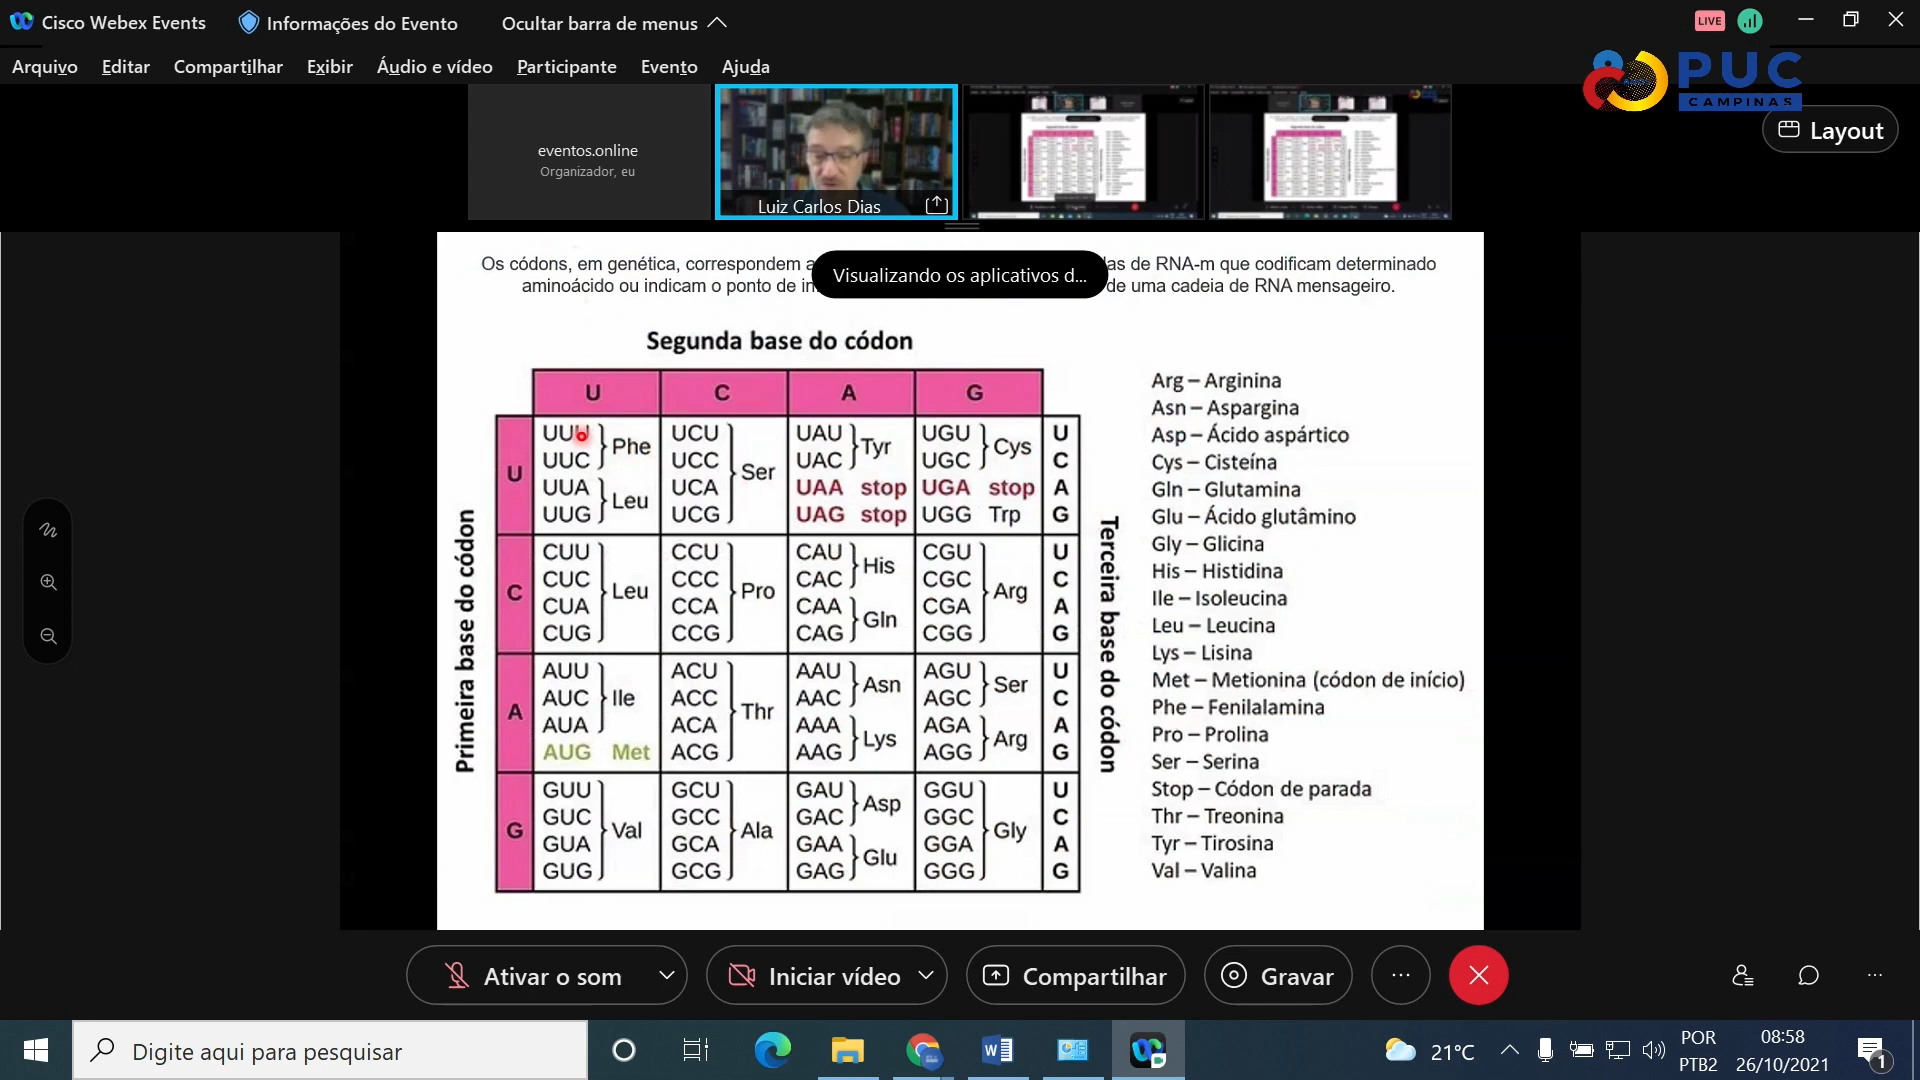 Cisco Webex Events
Informações do Evento
Ocultar barra de menus
LIVE
Arquivo Editar Compartilhar Exibir Áudio e vídeo Participante Evento Ajuda
PUC
CAMPINAS
Layout
eventos.online
Organizador, eu
Luiz Carlos Dias
Os códons, em genética, correspondem a
las de RNA-m que codificam determinado
Visualizando os aplicativos d...
aminoácido ou indicam o ponto de in
de uma cadeia de RNA mensageiro.
Segunda base do códon
U C A G
Primeira base do códon
Terceira base do códon
U
UUU UCU UAU UGU U
Phe Tyr Cys
UUC UCC UAC UGC C
Ser
UUA UCA UAA stop UGA stop A
Leu
UUG UCG UAG stop UGG Trp G
C
CUU CCU CAU CGU U
His
CUC CCC CAC CGC C
Leu Pro Arg
CUA CCA CAA CGA A
Gln
CUG CCG CAG CGG G
A
AUU ACU AAU AGU U
Asn Ser
AUC ACC AAC AGC C
Ile Thr
AUA ACA AAA AGA A
Lys Arg
AUG Met ACG AAG AGG G
G
GUU GCU GAU GGU U
Asp
GUC GCC GAC GGC C
Val Ala Gly
GUA GCA GAA GGA A
Glu
GUG GCG GAG GGG G
Arg – Arginina
Asn – Aspargina
Asp – Ácido aspártico
Cys – Cisteína
Gln – Glutamina
Glu – Ácido glutâmino
Gly – Glicina
His – Histidina
Ile – Isoleucina
Leu – Leucina
Lys – Lisina
Met – Metionina (códon de início)
Phe – Fenilalamina
Pro – Prolina
Ser – Serina
Stop – Códon de parada
Thr – Treonina
Tyr – Tirosina
Val – Valina
Ativar o som
Iniciar vídeo
Compartilhar
Gravar
Digite aqui para pesquisar
21°C
POR
PTB2
08:58
26/10/2021
1